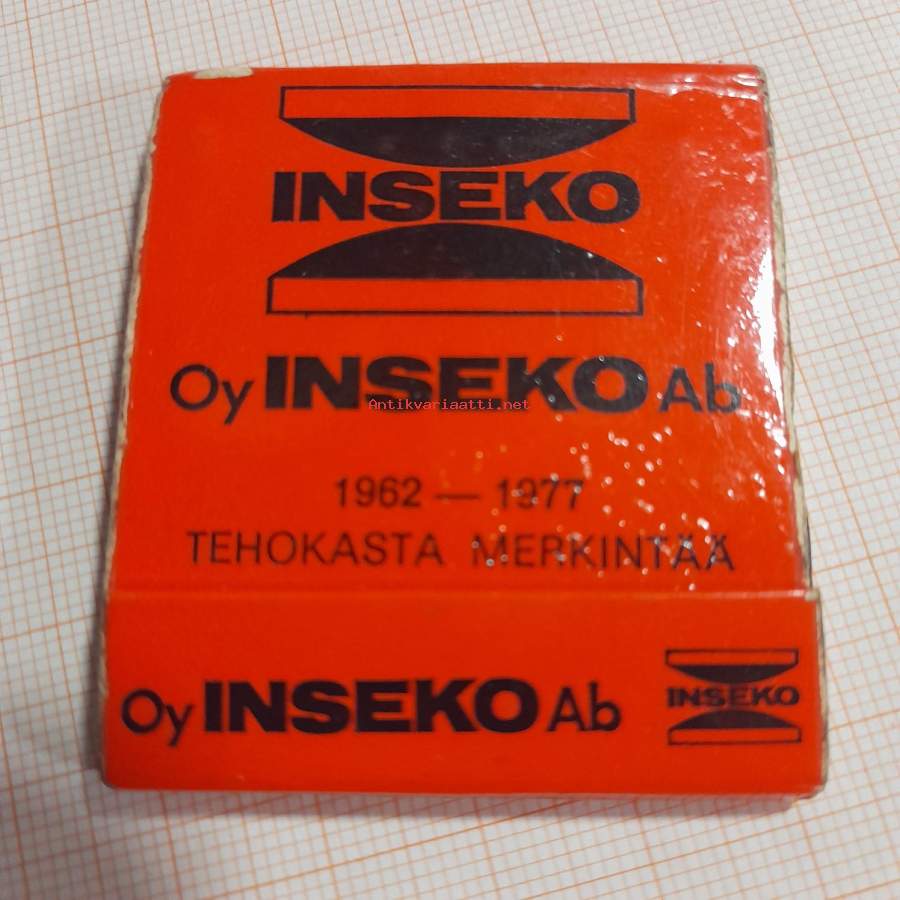 INSEKO
Oy INSEKO Ab
Antikvariaatti.net
1962 — 1977
TEHOKASTA MERKINTÄÄ
Oy INSEKO Ab
INSEKO